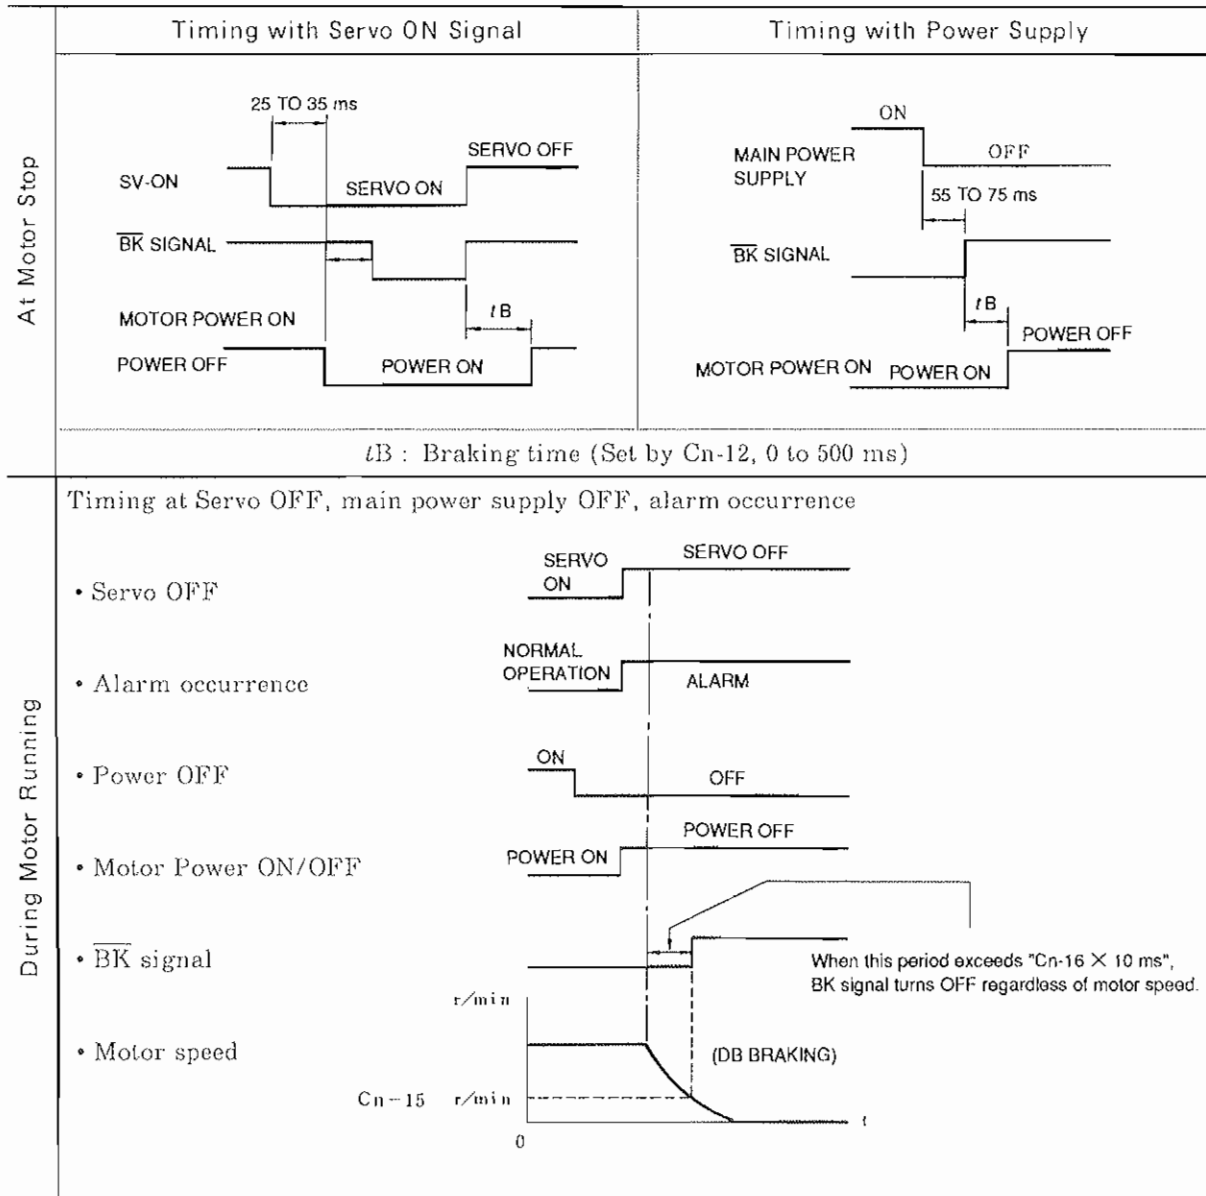 Timing with Servo ON Signal
Timing with Power Supply
At Motor Stop
25 TO 35 ms
SV-ON
SERVO ON
SERVO OFF
B̅K̅ SIGNAL
tB
MOTOR POWER ON
POWER OFF
POWER ON
ON
MAIN POWER
SUPPLY
OFF
55 TO 75 ms
B̅K̅ SIGNAL
tB
POWER OFF
MOTOR POWER ON
POWER ON
tB : Braking time (Set by Cn-12, 0 to 500 ms)
During Motor Running
Timing at Servo OFF, main power supply OFF, alarm occurrence
• Servo OFF
SERVO
ON
SERVO OFF
• Alarm occurrence
NORMAL
OPERATION
ALARM
• Power OFF
ON
OFF
• Motor Power ON/OFF
POWER ON
POWER OFF
• B̅K̅ signal
When this period exceeds "Cn-16 × 10 ms",
BK signal turns OFF regardless of motor speed.
r/min
• Motor speed
(DB BRAKING)
Cn-15 r/min
0
t